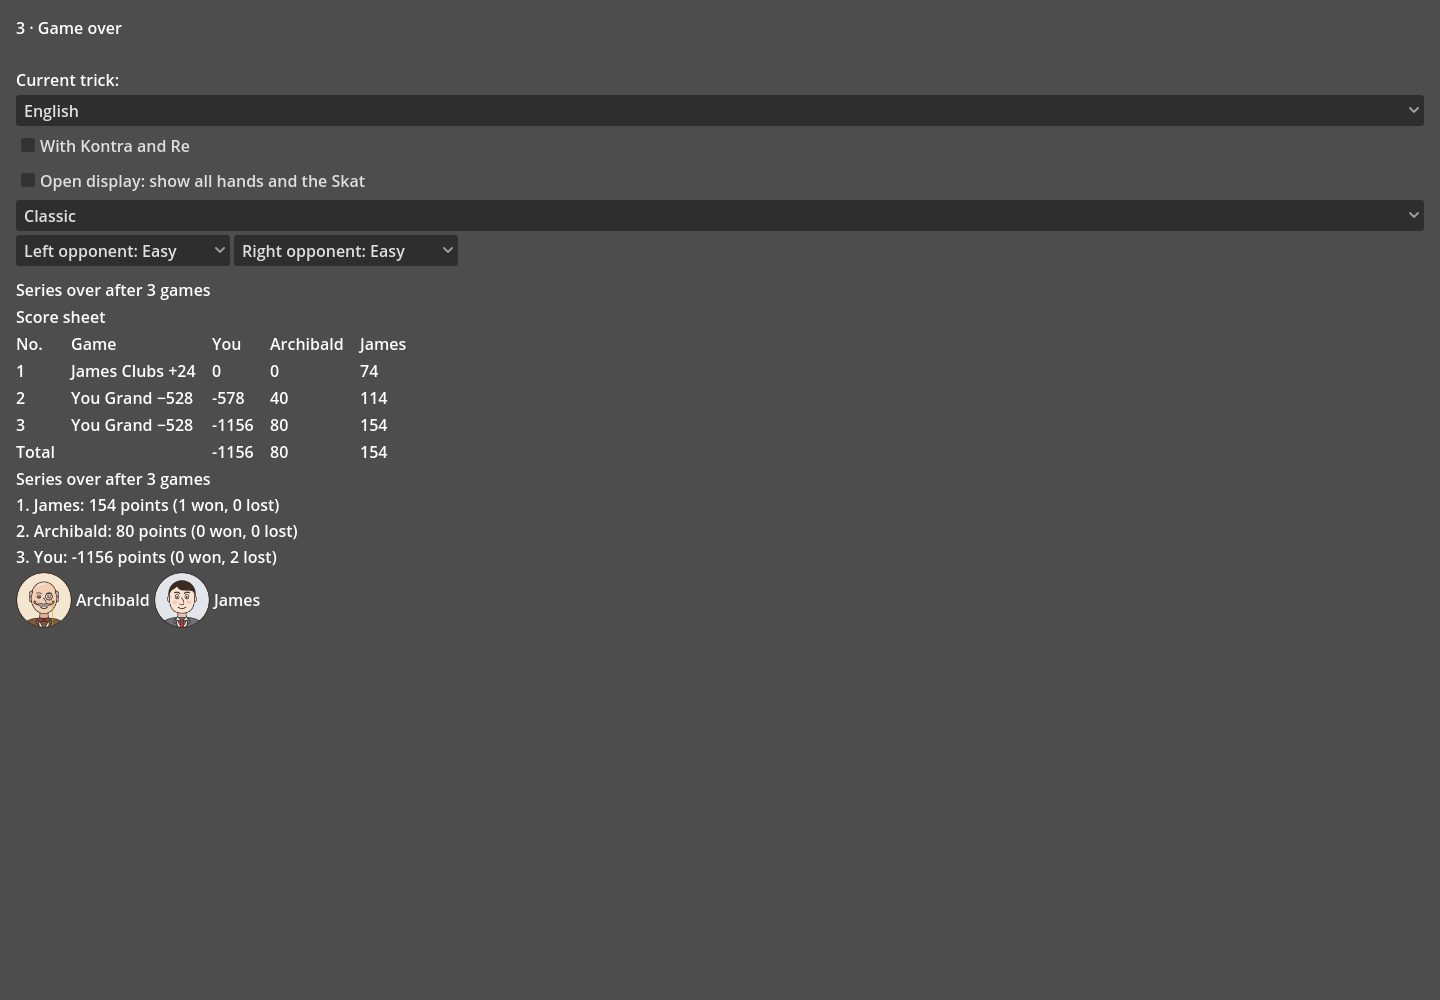 3 · Game over
Current trick:
English
With Kontra and Re
Open display: show all hands and the Skat
Classic
Left opponent: Easy Right opponent: Easy
Series over after 3 games
Score sheet
No. Game You Archibald James
1 James Clubs +24 0 0 74
2 You Grand −528 -578 40 114
3 You Grand −528 -1156 80 154
Total -1156 80 154
Series over after 3 games
1. James: 154 points (1 won, 0 lost)
2. Archibald: 80 points (0 won, 0 lost)
3. You: -1156 points (0 won, 2 lost)
Archibald James